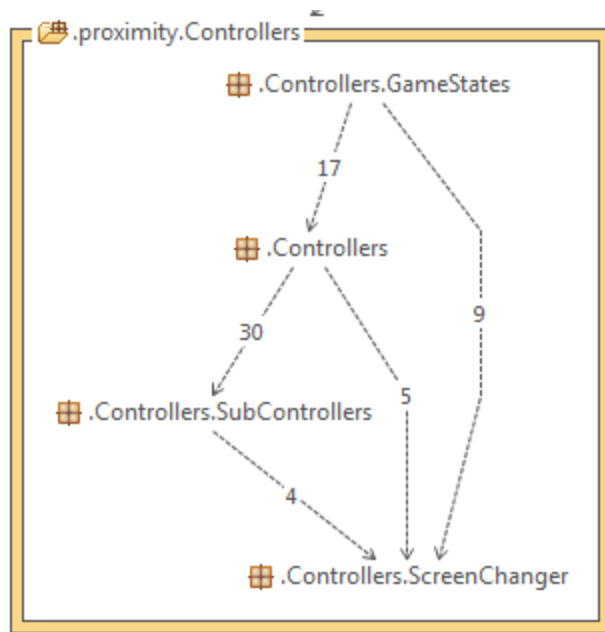 .proximity.Controllers
.Controllers.GameStates
17
.Controllers
9
30
5
.Controllers.SubControllers
4
.Controllers.ScreenChanger